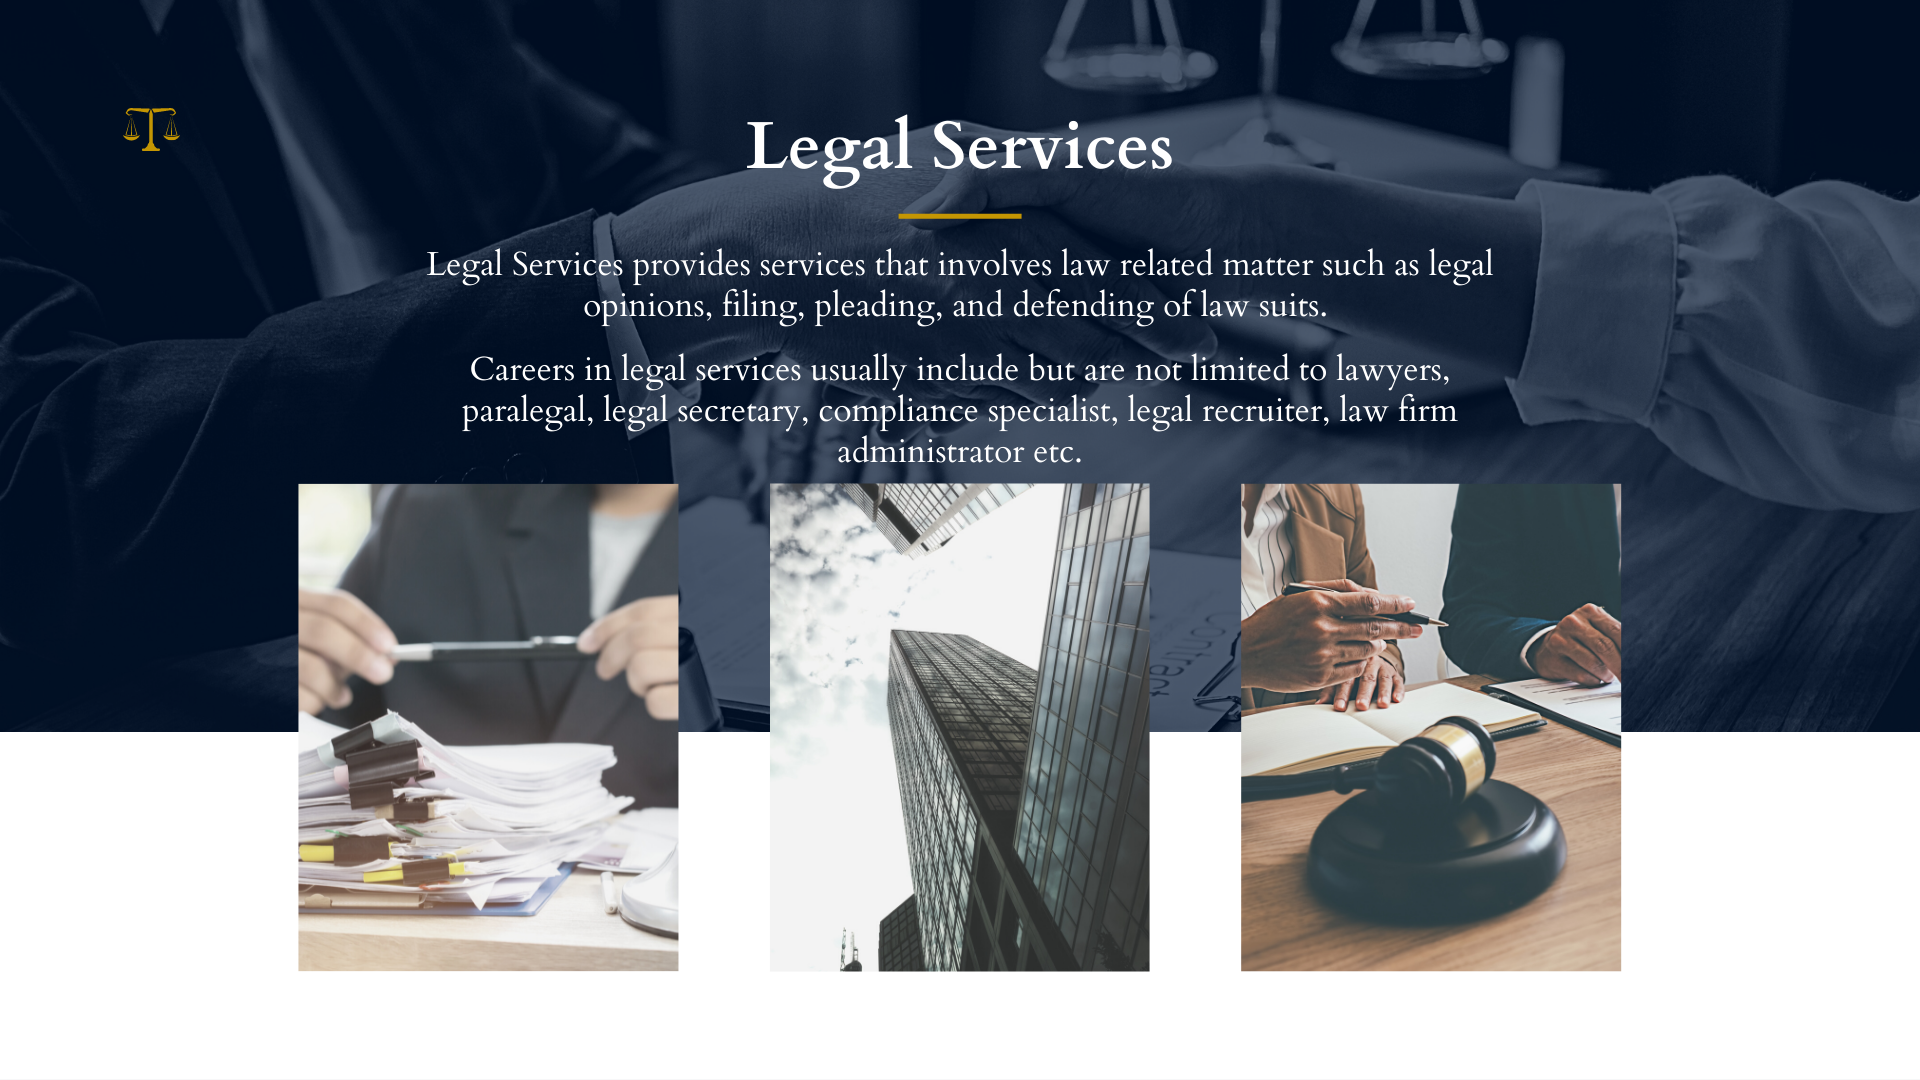 Legal Services
Legal Services provides services that involves law related matter such as legal
opinions, filing, pleading, and defending of law suits.
Careers in legal services usually include but are not limited to lawyers,
paralegal, legal secretary, compliance specialist, legal recruiter, law firm
administrator etc.
contract